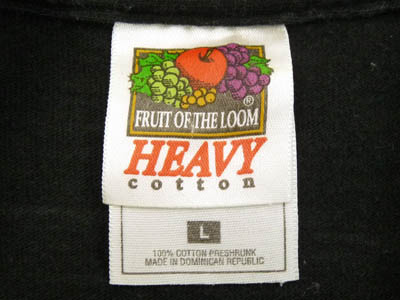 ®
FRUIT OF THE LOOM
HEAVY
cotton
L
100% COTTON PRESHRUNK
MADE IN DOMINICAN REPUBLIC